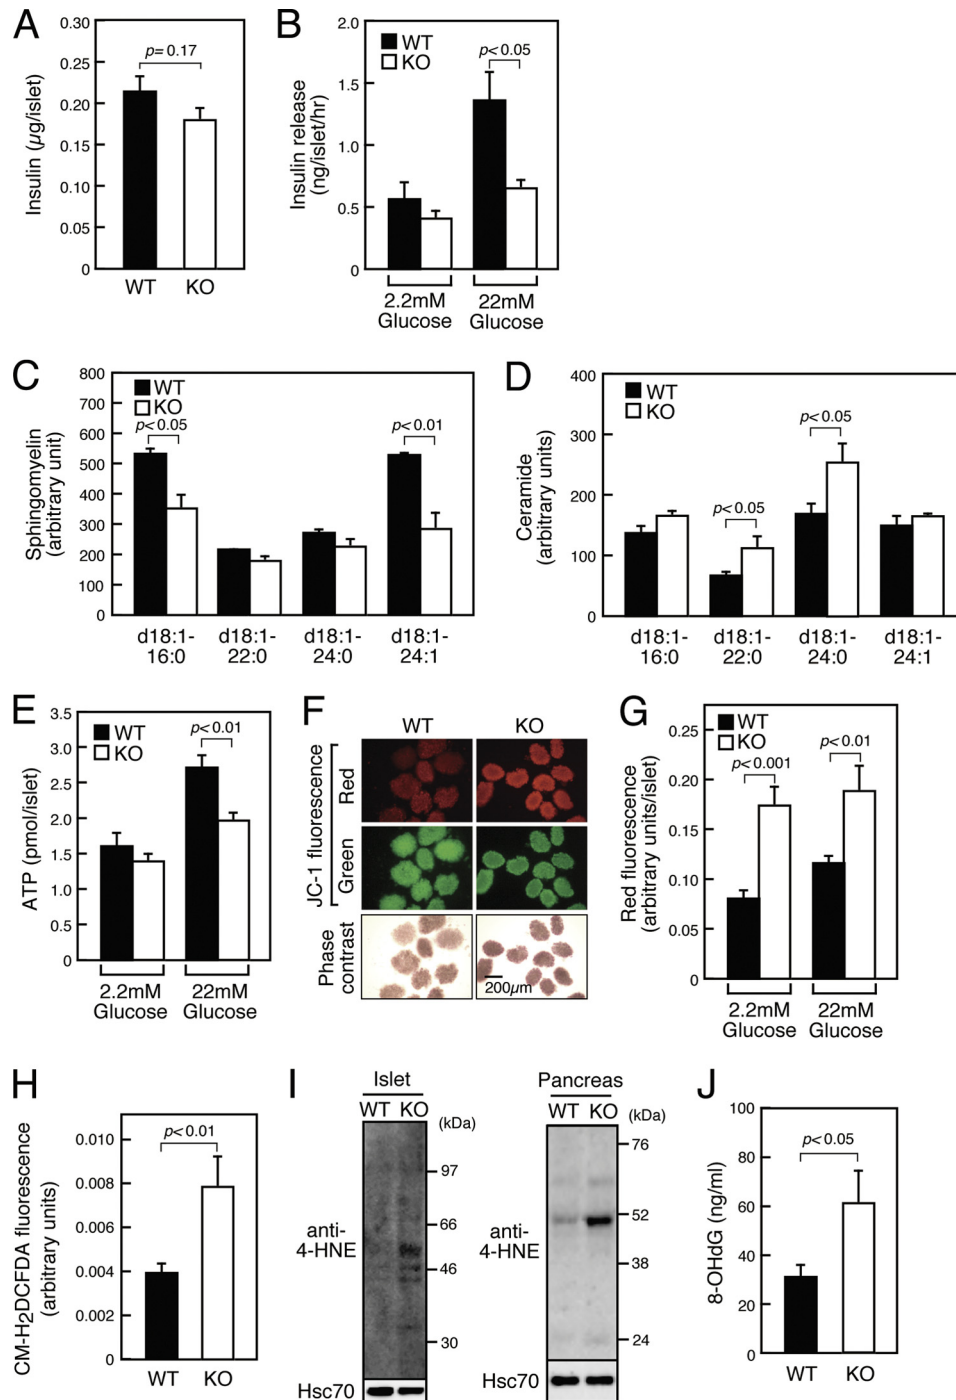 A
0.30
0.25
0.20
0.15
0.10
0.05
0
Insulin (µg/islet)
p= 0.17
WT
KO
B
2.0
1.5
1.0
0.5
0
Insulin release
(ng/islet/hr)
WT
KO
p< 0.05
2.2mM
Glucose
22mM
Glucose
C
800
700
600
500
400
300
200
100
0
Sphingomyelin
(arbitrary unit)
WT
KO
p< 0.05
p< 0.01
d18:1-
16:0
d18:1-
22:0
d18:1-
24:0
d18:1-
24:1
D
400
300
200
100
0
Ceramide
(arbitrary units)
WT
KO
p< 0.05
p< 0.05
d18:1-
16:0
d18:1-
22:0
d18:1-
24:0
d18:1-
24:1
E
3.5
3.0
2.5
2.0
1.5
1.0
0.5
0
ATP (pmol/islet)
WT
KO
p< 0.01
2.2mM
Glucose
22mM
Glucose
F
WT
KO
JC-1 fluorescence
Red
Green
Phase
contrast
200µm
G
0.25
0.20
0.15
0.10
0.05
0
Red fluorescence
(arbitrary units/islet)
WT
KO
p< 0.001
p< 0.01
2.2mM
Glucose
22mM
Glucose
H
0.010
0.008
0.006
0.004
0.002
0
CM-H2DCFDA fluorescence
(arbitrary units)
p< 0.01
WT
KO
I
Islet
WT KO
(kDa)
97
66
46
30
anti-
4-HNE
Hsc70
Pancreas
WT KO
(kDa)
76
52
38
24
anti-
4-HNE
Hsc70
J
100
80
60
40
20
0
8-OHdG (ng/ml)
p< 0.05
WT
KO